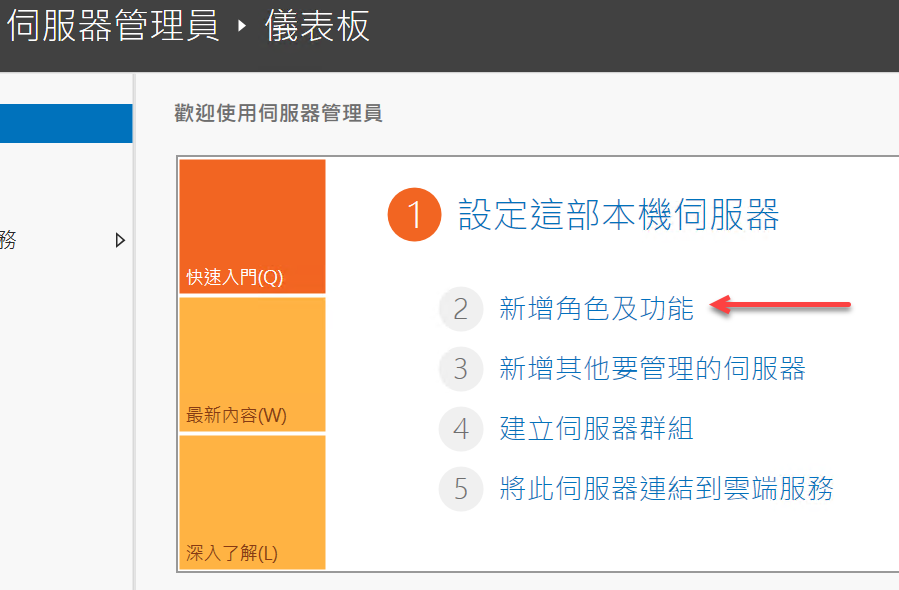 伺服器管理員 ‣ 儀表板
歡迎使用伺服器管理員
務
快速入門(Q)
最新內容(W)
深入了解(L)
1 設定這部本機伺服器
2 新增角色及功能
3 新增其他要管理的伺服器
4 建立伺服器群組
5 將此伺服器連結到雲端服務